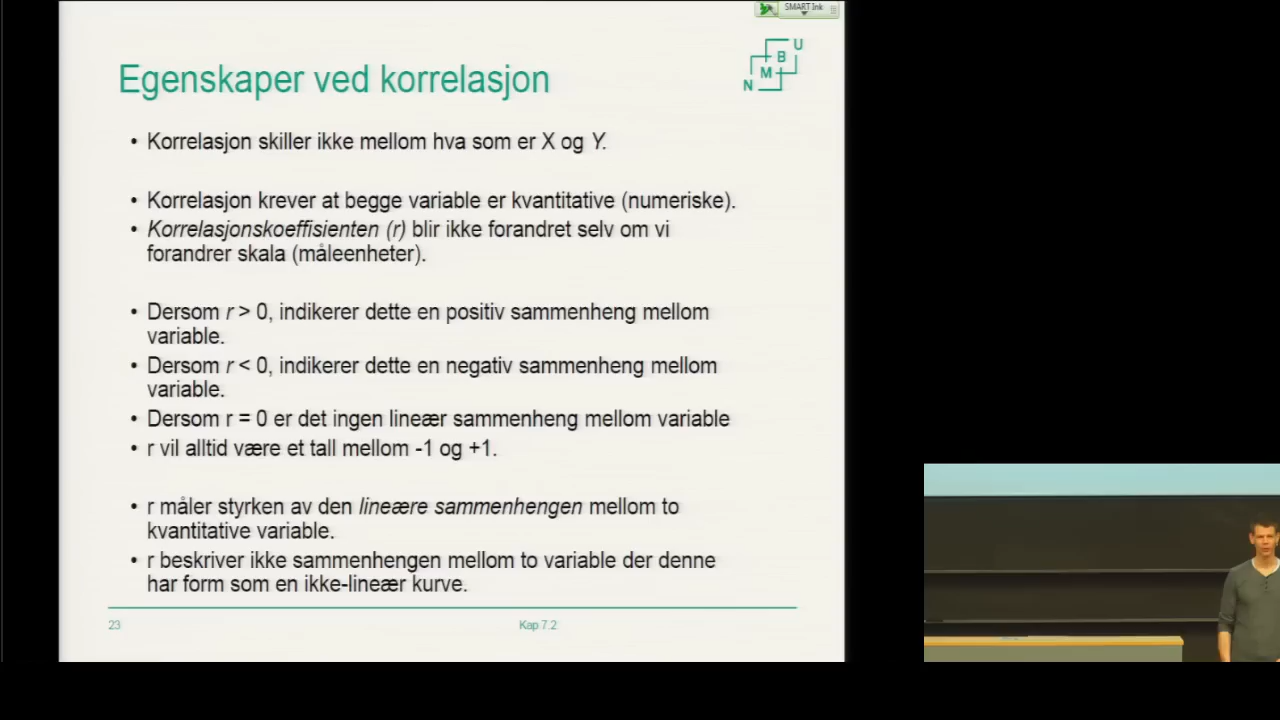 SMART Ink
U
B
M
N
Egenskaper ved korrelasjon
• Korrelasjon skiller ikke mellom hva som er X og Y.
• Korrelasjon krever at begge variable er kvantitative (numeriske).
• Korrelasjonskoeffisienten (r) blir ikke forandret selv om vi
forandrer skala (måleenheter).
• Dersom r > 0, indikerer dette en positiv sammenheng mellom
variable.
• Dersom r < 0, indikerer dette en negativ sammenheng mellom
variable.
• Dersom r = 0 er det ingen lineær sammenheng mellom variable
• r vil alltid være et tall mellom -1 og +1.
• r måler styrken av den lineære sammenhengen mellom to
kvantitative variable.
• r beskriver ikke sammenhengen mellom to variable der denne
har form som en ikke-lineær kurve.
23
Kap 7.2